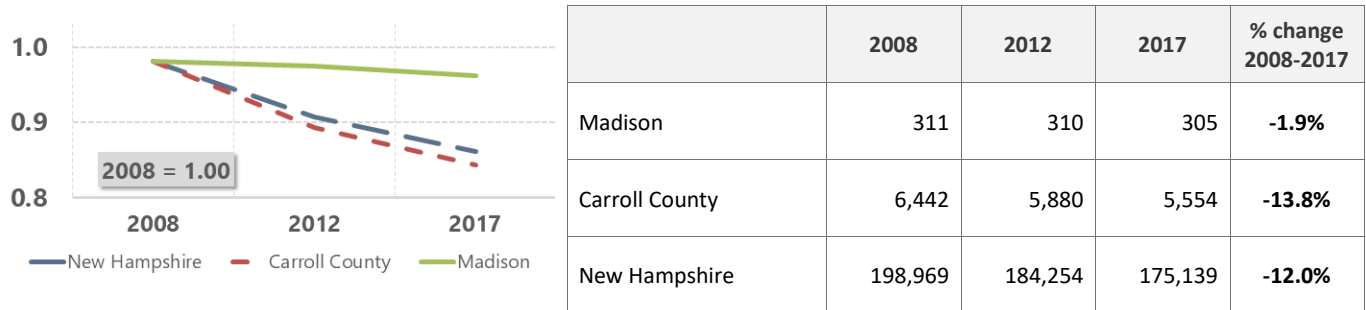 1.0
0.9
0.8
2008 = 1.00
2008 2012 2017
New Hampshire Carroll County Madison
2008 2012 2017 % change
2008-2017
Madison 311 310 305 -1.9%
Carroll County 6,442 5,880 5,554 -13.8%
New Hampshire 198,969 184,254 175,139 -12.0%